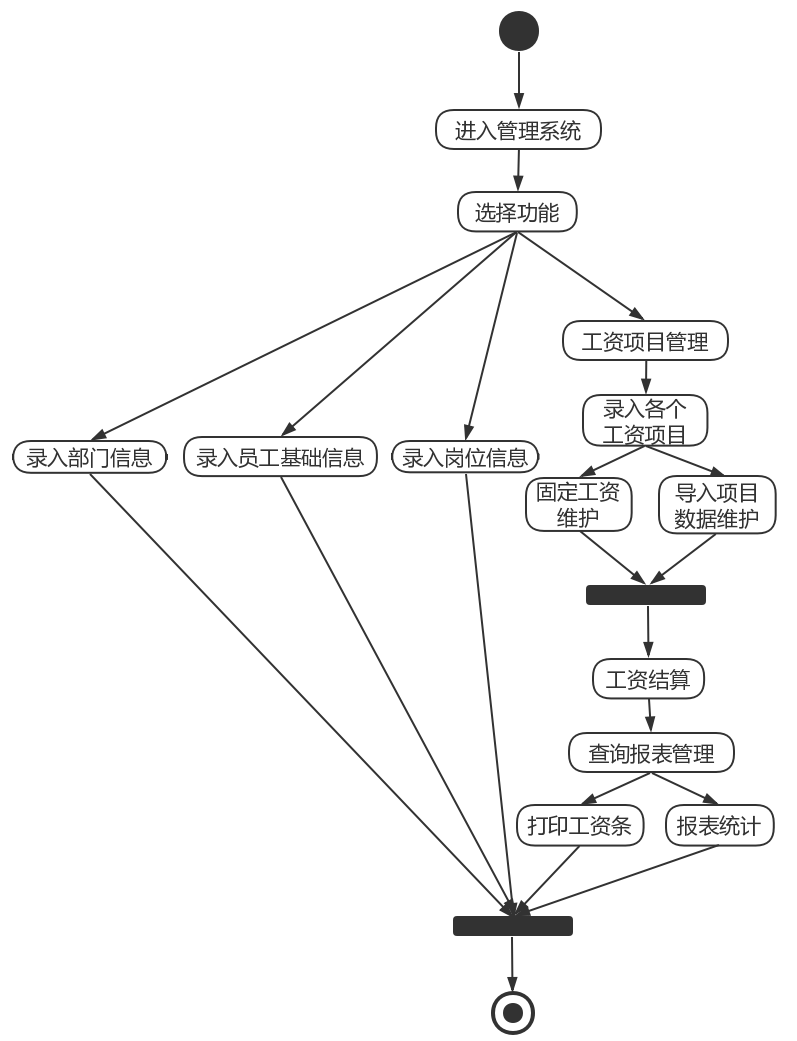 进入管理系统
选择功能
工资项目管理
录入各个
工资项目
录入部门信息
录入员工基础信息
录入岗位信息
固定工资
维护
导入项目
数据维护
工资结算
查询报表管理
打印工资条
报表统计